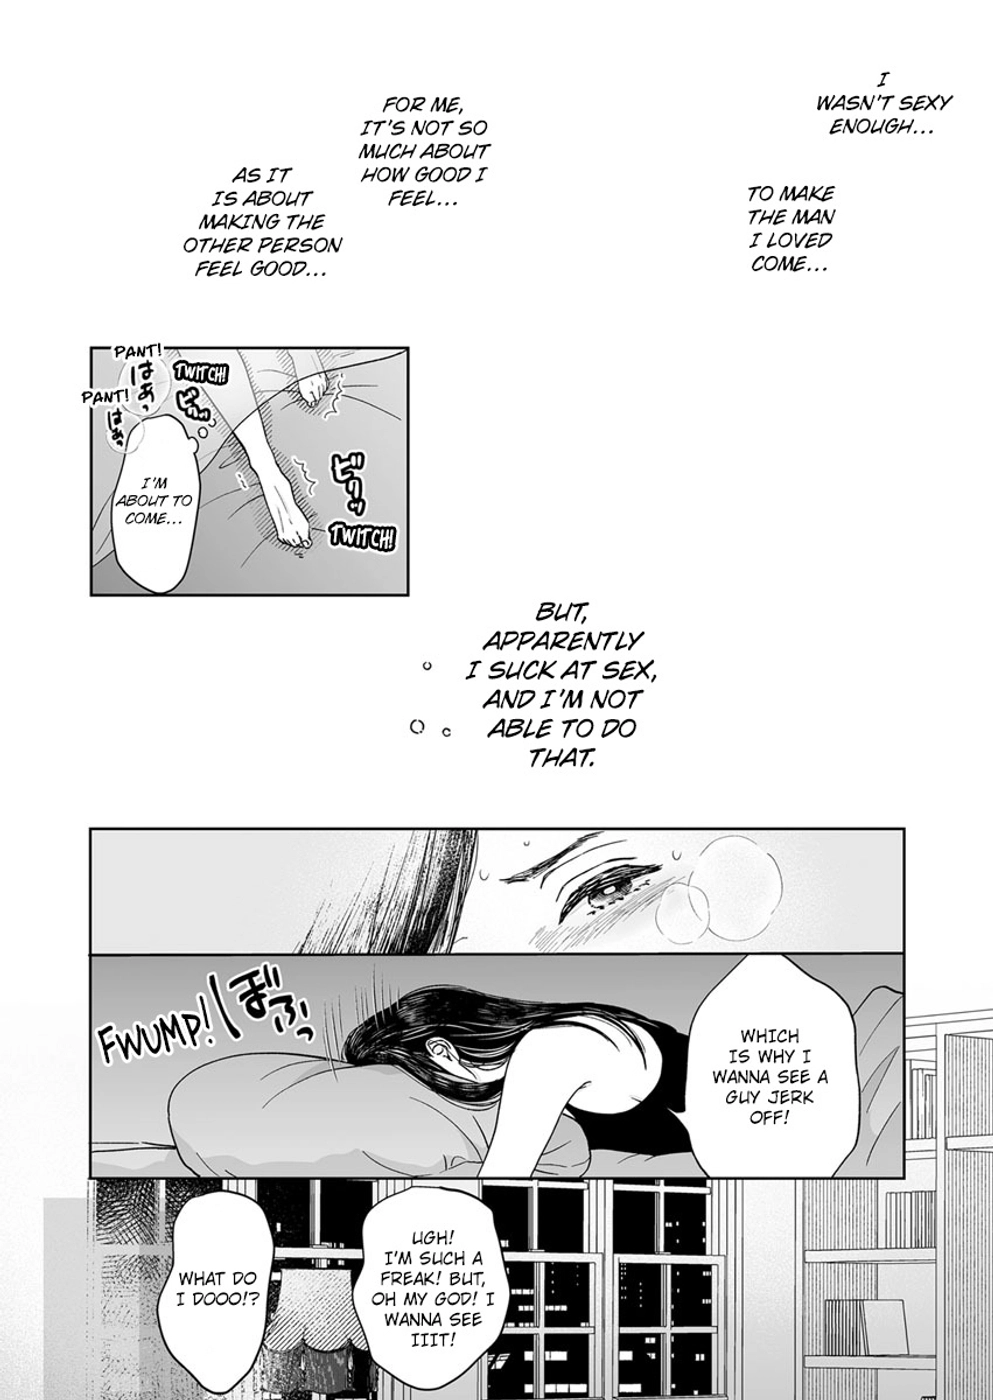 I
WASN'T SEXY
ENOUGH...
TO MAKE
THE MAN
I LOVED
COME...
FOR ME,
IT'S NOT SO
MUCH ABOUT
HOW GOOD I
FEEL...
AS IT
IS ABOUT
MAKING THE
OTHER PERSON
FEEL GOOD...
TWITCH!
ビクッ
TWITCH!
PANT!
はあっ
PANT!
はぁっ
I'M
ABOUT TO
COME...
BUT,
APPARENTLY
I SUCK AT SEX,
AND I'M NOT
ABLE TO DO
THAT.
WHICH
IS WHY I
WANNA SEE A
GUY JERK
OFF!
FWUMP!
ぼふっ
UGH!
I'M SUCH A
FREAK! BUT,
OH MY GOD! I
WANNA SEE
IIIT!
WHAT DO
I DOOO!?